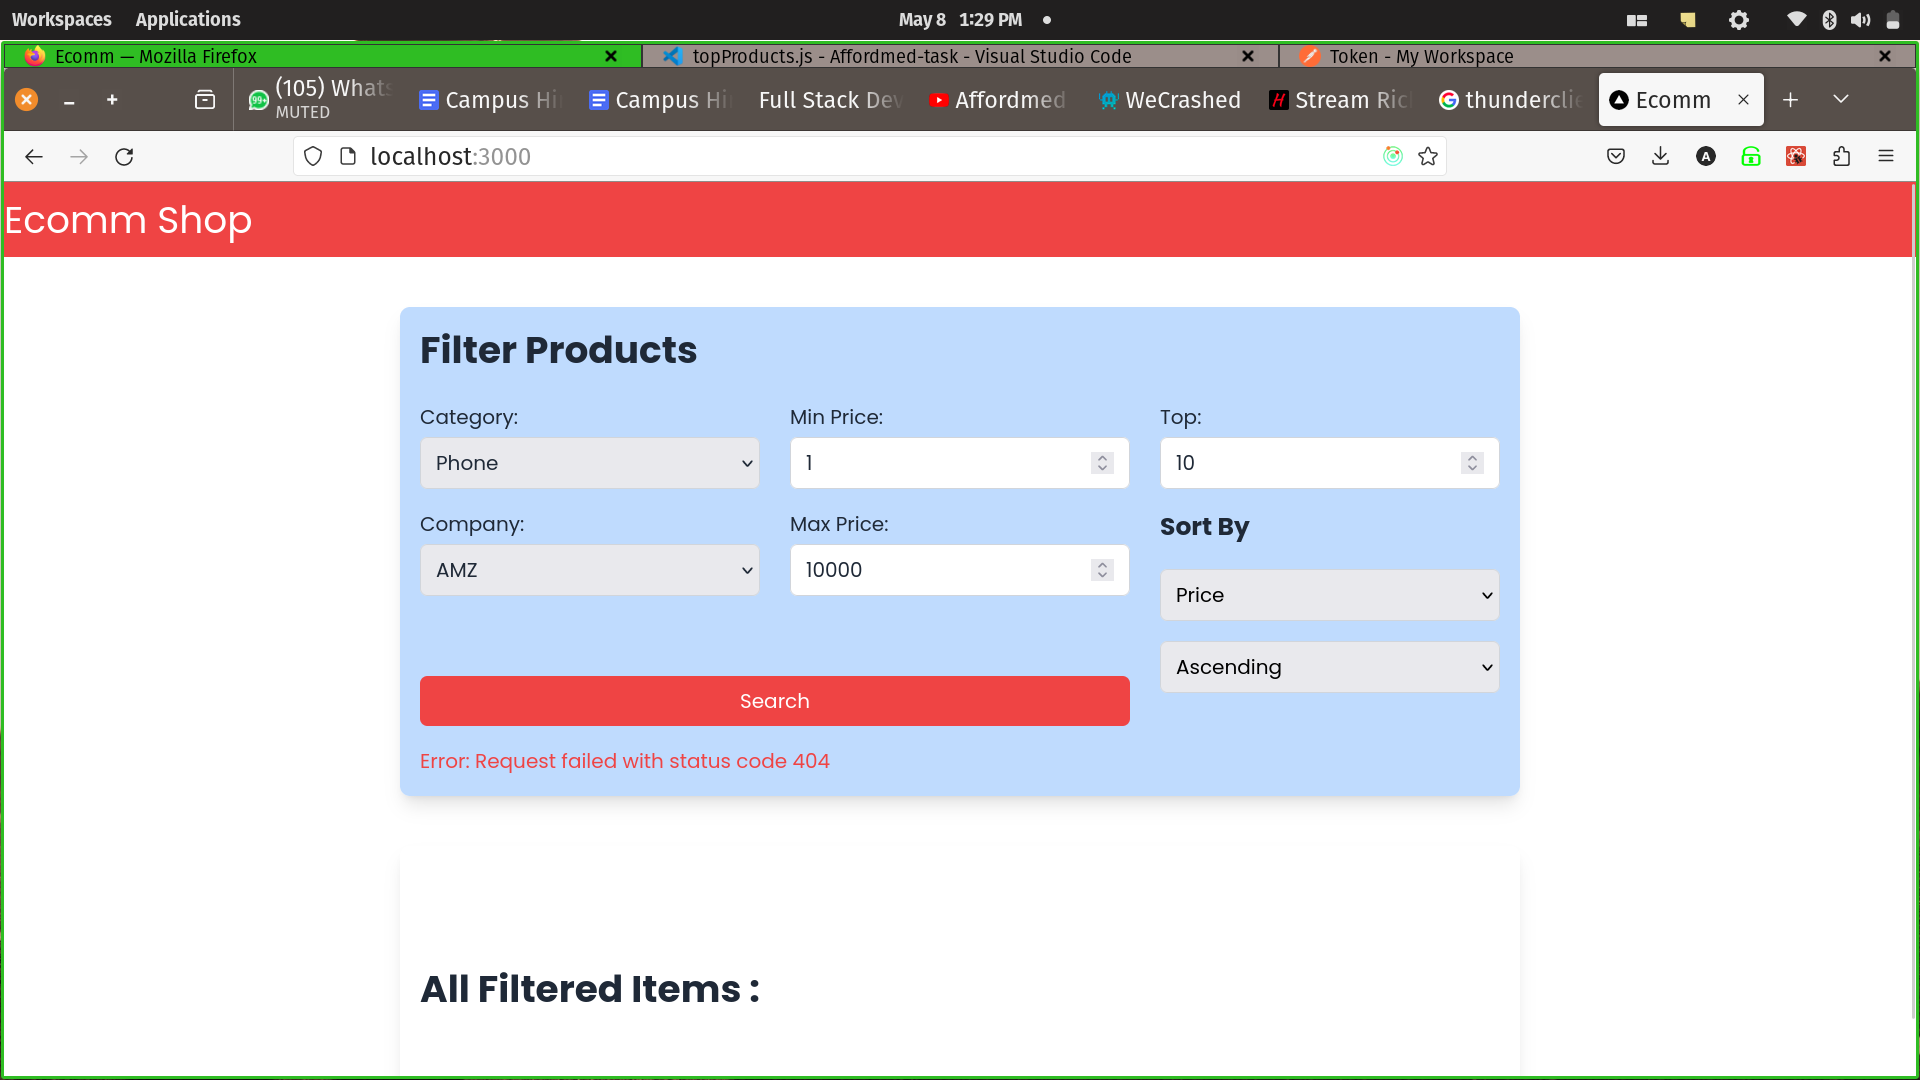 Workspaces Applications May 8 1:29 PM
Ecomm — Mozilla Firefox topProducts.js - Affordmed-task - Visual Studio Code Token - My Workspace
(105) Whats Campus Hi Campus Hi Full Stack Dev Affordmed WeCrashed Stream Ric thunderclie Ecomm
MUTED
localhost:3000
Ecomm Shop
Filter Products
Category: Min Price: Top:
Phone 1 10
Company: Max Price: Sort By
AMZ 10000
Price
Ascending
Search
Error: Request failed with status code 404
All Filtered Items :